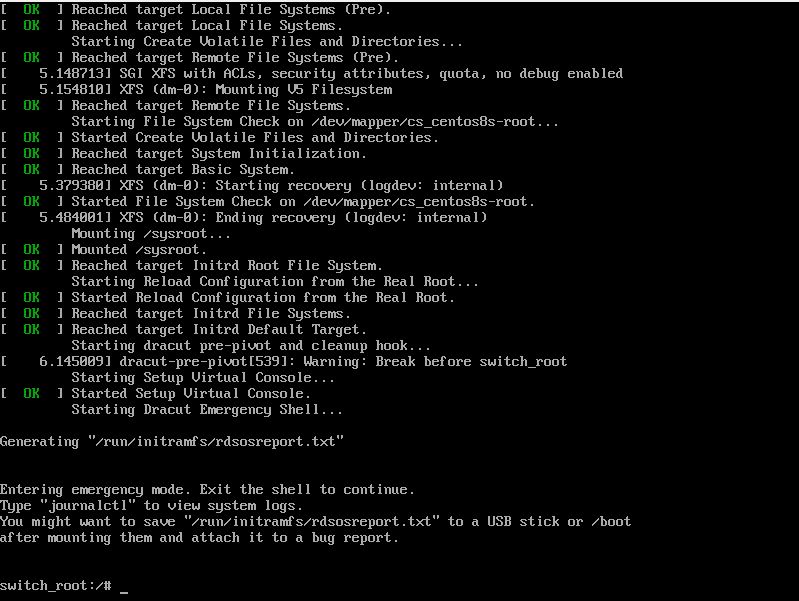 [  OK  ] Reached target Local File Systems (Pre).
[  OK  ] Reached target Local File Systems.
         Starting Create Volatile Files and Directories...
[  OK  ] Reached target Remote File Systems (Pre).
[    5.148713] SGI XFS with ACLs, security attributes, quota, no debug enabled
[    5.154810] XFS (dm-0): Mounting V5 Filesystem
[  OK  ] Reached target Remote File Systems.
         Starting File System Check on /dev/mapper/cs_centos8s-root...
[  OK  ] Started Create Volatile Files and Directories.
[  OK  ] Reached target System Initialization.
[  OK  ] Reached target Basic System.
[    5.379380] XFS (dm-0): Starting recovery (logdev: internal)
[  OK  ] Started File System Check on /dev/mapper/cs_centos8s-root.
[    5.484001] XFS (dm-0): Ending recovery (logdev: internal)
         Mounting /sysroot...
[  OK  ] Mounted /sysroot.
[  OK  ] Reached target Initrd Root File System.
         Starting Reload Configuration from the Real Root...
[  OK  ] Started Reload Configuration from the Real Root.
[  OK  ] Reached target Initrd File Systems.
[  OK  ] Reached target Initrd Default Target.
         Starting dracut pre-pivot and cleanup hook...
[    6.145009] dracut-pre-pivot[539]: Warning: Break before switch_root
         Starting Setup Virtual Console...
[  OK  ] Started Setup Virtual Console.
         Starting Dracut Emergency Shell...
Generating "/run/initramfs/rdsosreport.txt"
Entering emergency mode. Exit the shell to continue.
Type "journalctl" to view system logs.
You might want to save "/run/initramfs/rdsosreport.txt" to a USB stick or /boot
after mounting them and attach it to a bug report.
switch_root:/# _